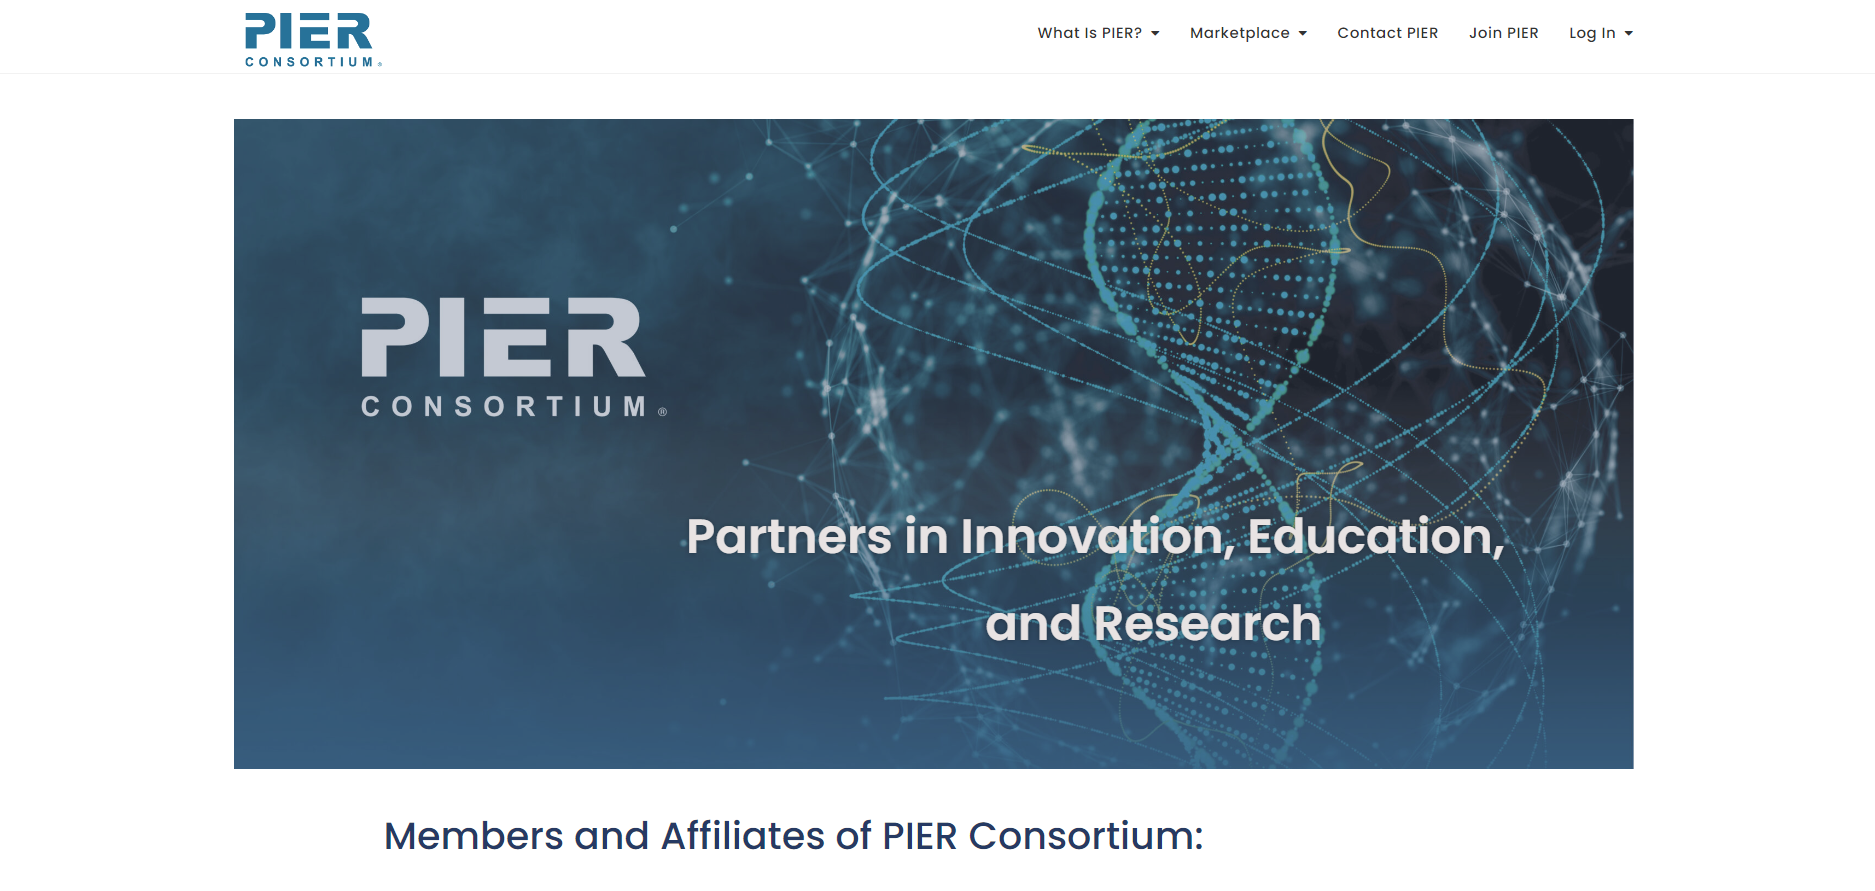 PIER
CONSORTIUM®
What Is PIER?
Marketplace
Contact PIER
Join PIER
Log In
PIER
CONSORTIUM®
Partners in Innovation, Education,
and Research
Members and Affiliates of PIER Consortium: